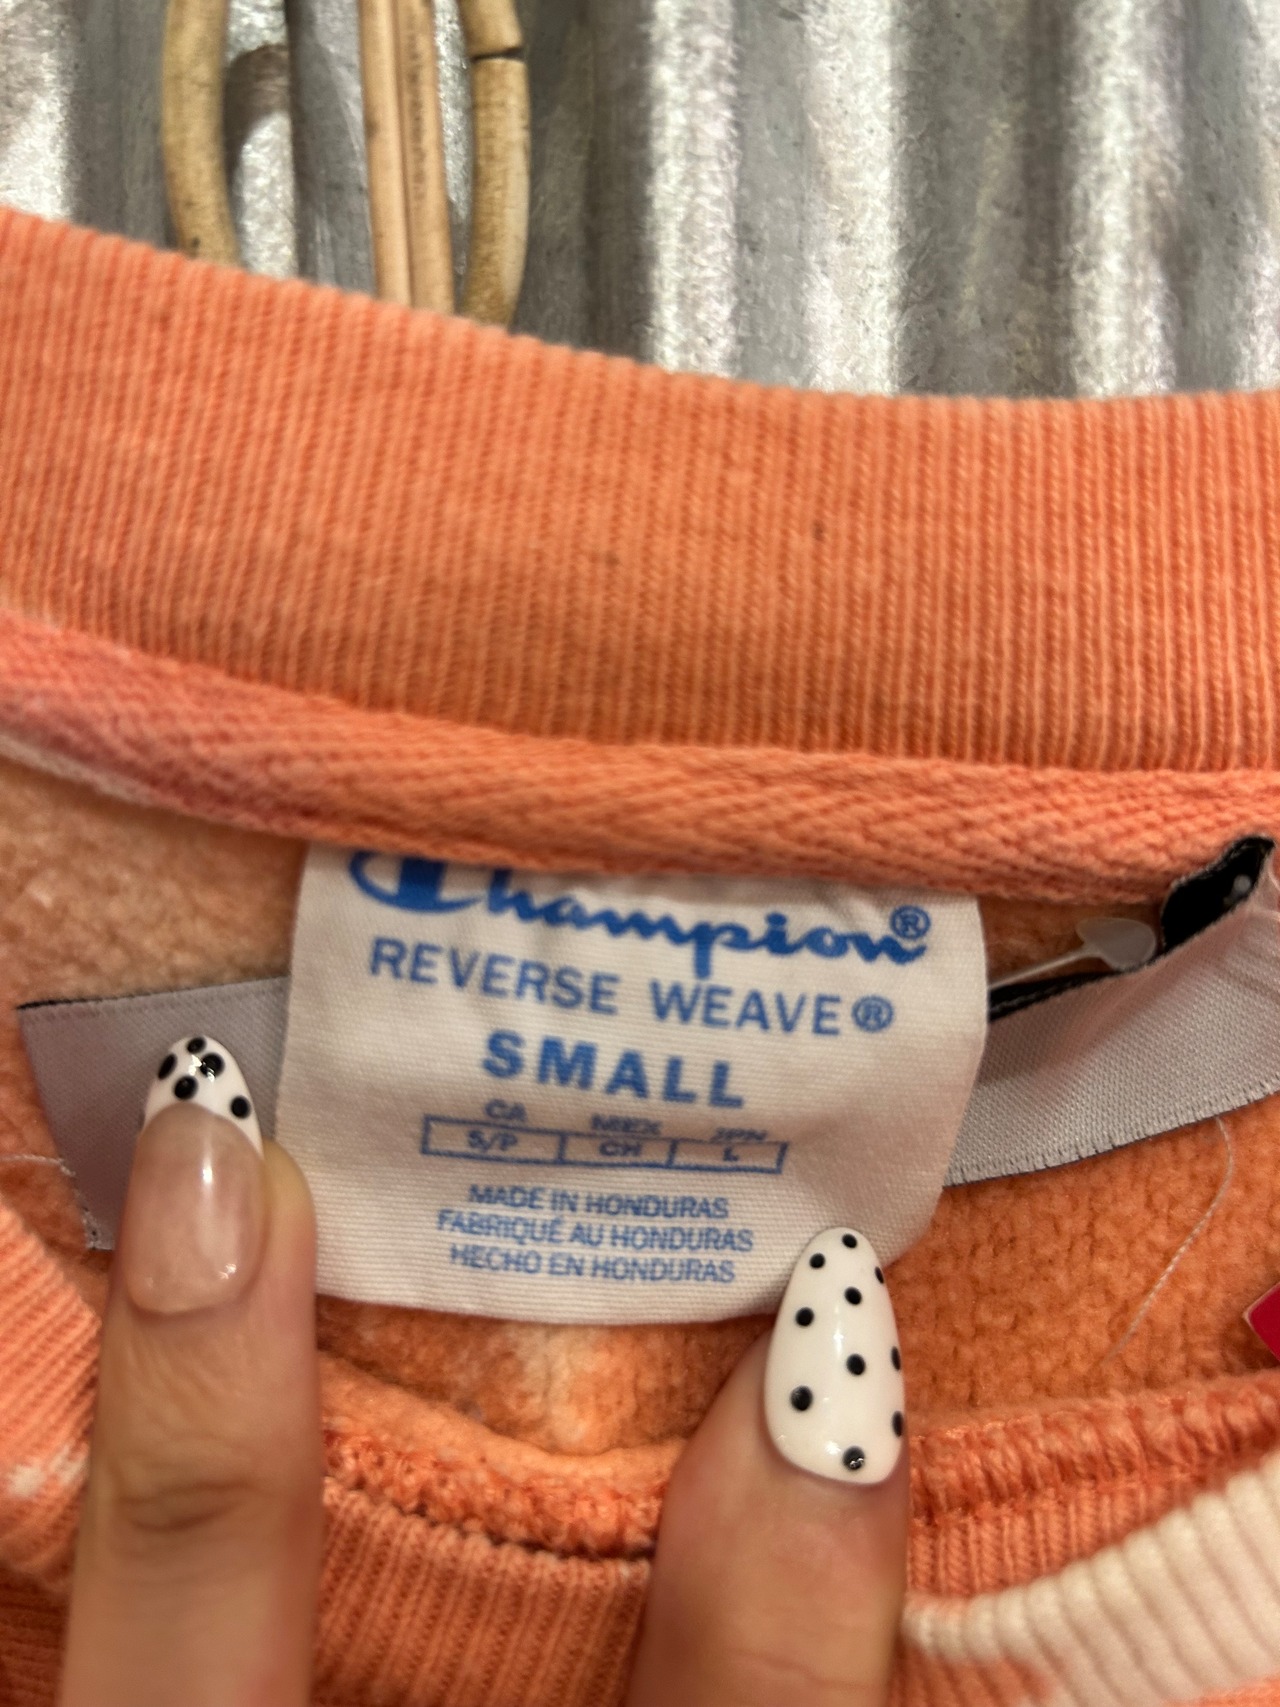 Champion®
REVERSE WEAVE®
SMALL
CA MEX JPN
S/P CH L
MADE IN HONDURAS
FABRIQUÉ AU HONDURAS
HECHO EN HONDURAS